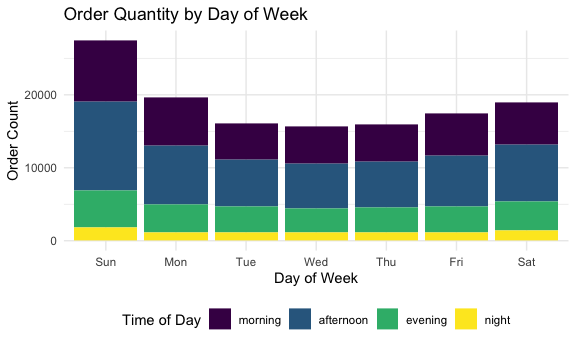 Order Quantity by Day of Week
Order Count
20000
10000
0
Sun Mon Tue Wed Thu Fri Sat
Day of Week
Time of Day morning afternoon evening night